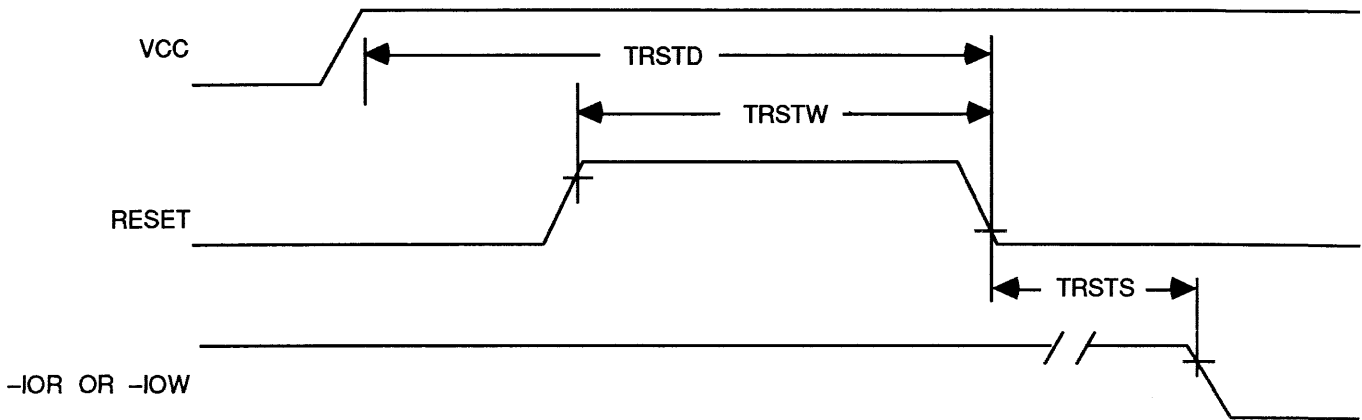 VCC
TRSTD
TRSTW
RESET
TRSTS
–IOR OR –IOW